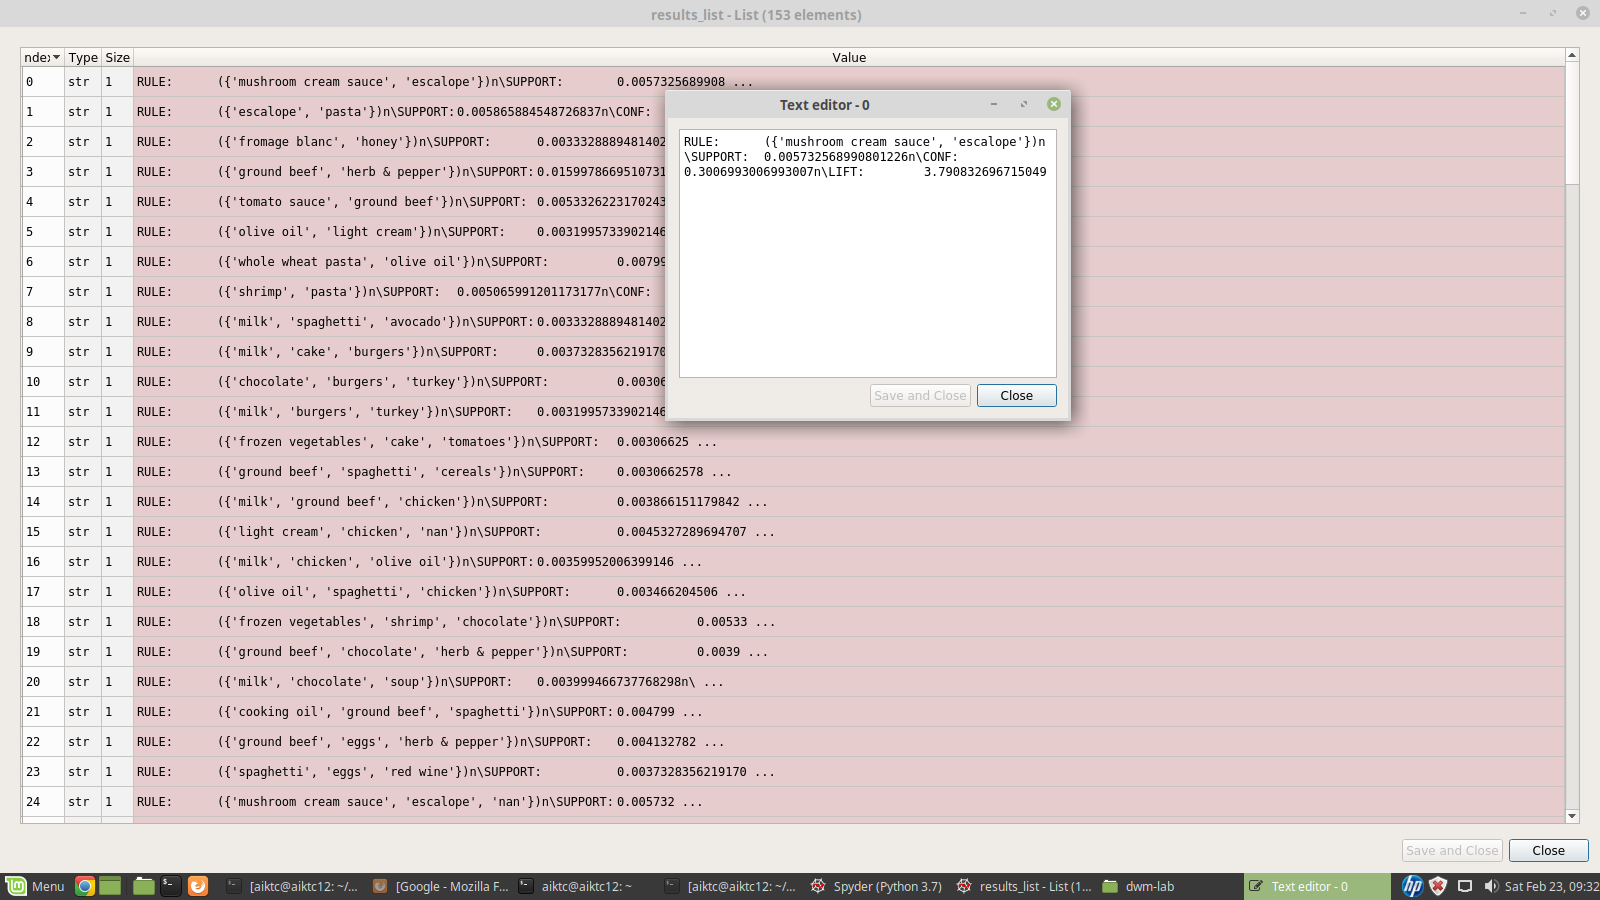 results_list - List (153 elements)
ndex Type Size Value
0 str 1 RULE: ({'mushroom cream sauce', 'escalope'})n\SUPPORT: 0.0057325689908 ...
1 str 1 RULE: ({'escalope', 'pasta'})n\SUPPORT: 0.005865884548726837n\CONF:
2 str 1 RULE: ({'fromage blanc', 'honey'})n\SUPPORT: 0.0033328889481402
3 str 1 RULE: ({'ground beef', 'herb & pepper'})n\SUPPORT: 0.0159978669510731
4 str 1 RULE: ({'tomato sauce', 'ground beef'})n\SUPPORT: 0.0053326223170243
5 str 1 RULE: ({'olive oil', 'light cream'})n\SUPPORT: 0.0031995733902146
6 str 1 RULE: ({'whole wheat pasta', 'olive oil'})n\SUPPORT: 0.00799
7 str 1 RULE: ({'shrimp', 'pasta'})n\SUPPORT: 0.005065991201173177n\CONF:
8 str 1 RULE: ({'milk', 'spaghetti', 'avocado'})n\SUPPORT: 0.0033328889481402
9 str 1 RULE: ({'milk', 'cake', 'burgers'})n\SUPPORT: 0.0037328356219170
10 str 1 RULE: ({'chocolate', 'burgers', 'turkey'})n\SUPPORT: 0.00306
11 str 1 RULE: ({'milk', 'burgers', 'turkey'})n\SUPPORT: 0.0031995733902146
12 str 1 RULE: ({'frozen vegetables', 'cake', 'tomatoes'})n\SUPPORT: 0.00306625 ...
13 str 1 RULE: ({'ground beef', 'spaghetti', 'cereals'})n\SUPPORT: 0.0030662578 ...
14 str 1 RULE: ({'milk', 'ground beef', 'chicken'})n\SUPPORT: 0.003866151179842 ...
15 str 1 RULE: ({'light cream', 'chicken', 'nan'})n\SUPPORT: 0.0045327289694707 ...
16 str 1 RULE: ({'milk', 'chicken', 'olive oil'})n\SUPPORT: 0.00359952006399146 ...
17 str 1 RULE: ({'olive oil', 'spaghetti', 'chicken'})n\SUPPORT: 0.003466204506 ...
18 str 1 RULE: ({'frozen vegetables', 'shrimp', 'chocolate'})n\SUPPORT: 0.00533 ...
19 str 1 RULE: ({'ground beef', 'chocolate', 'herb & pepper'})n\SUPPORT: 0.0039 ...
20 str 1 RULE: ({'milk', 'chocolate', 'soup'})n\SUPPORT: 0.003999466737768298n\ ...
21 str 1 RULE: ({'cooking oil', 'ground beef', 'spaghetti'})n\SUPPORT: 0.004799 ...
22 str 1 RULE: ({'ground beef', 'eggs', 'herb & pepper'})n\SUPPORT: 0.004132782 ...
23 str 1 RULE: ({'spaghetti', 'eggs', 'red wine'})n\SUPPORT: 0.0037328356219170 ...
24 str 1 RULE: ({'mushroom cream sauce', 'escalope', 'nan'})n\SUPPORT: 0.005732 ...
Text editor - 0
RULE: ({'mushroom cream sauce', 'escalope'})n
\SUPPORT: 0.005732568990801226n\CONF:
0.3006993006993007n\LIFT: 3.790832696715049
Save and Close Close
Save and Close Close
Menu [aiktc@aiktc12: ~/... [Google - Mozilla F... aiktc@aiktc12: ~ [aiktc@aiktc12: ~/... Spyder (Python 3.7) results_list - List (1... dwm-lab Text editor - 0 hp Sat Feb 23, 09:32